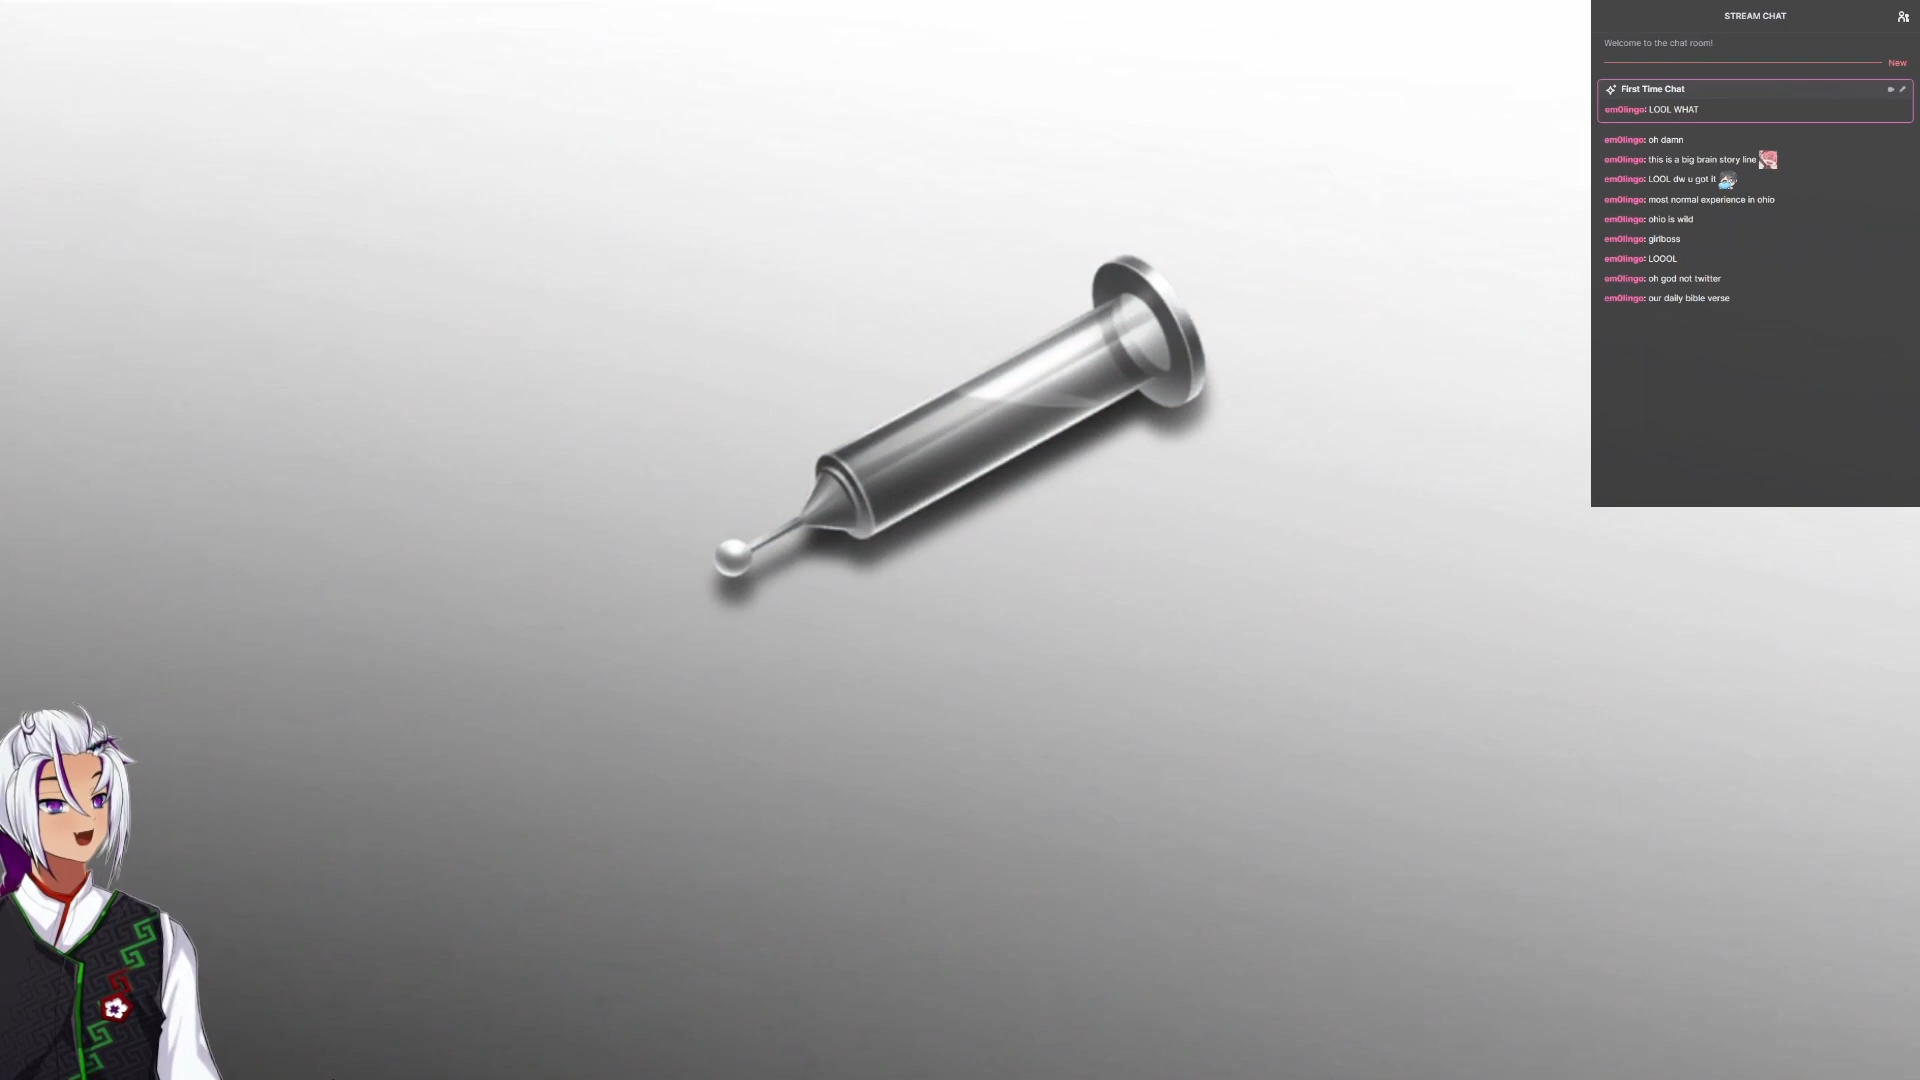 STREAM CHAT
Welcome to the chat room!
New
First Time Chat
em0lingo: LOOL WHAT
em0lingo: oh damn
em0lingo: this is a big brain story line
em0lingo: LOOL dw u got it
em0lingo: most normal experience in ohio
em0lingo: ohio is wild
em0lingo: girlboss
em0lingo: LOOOL
em0lingo: oh god not twitter
em0lingo: our daily bible verse